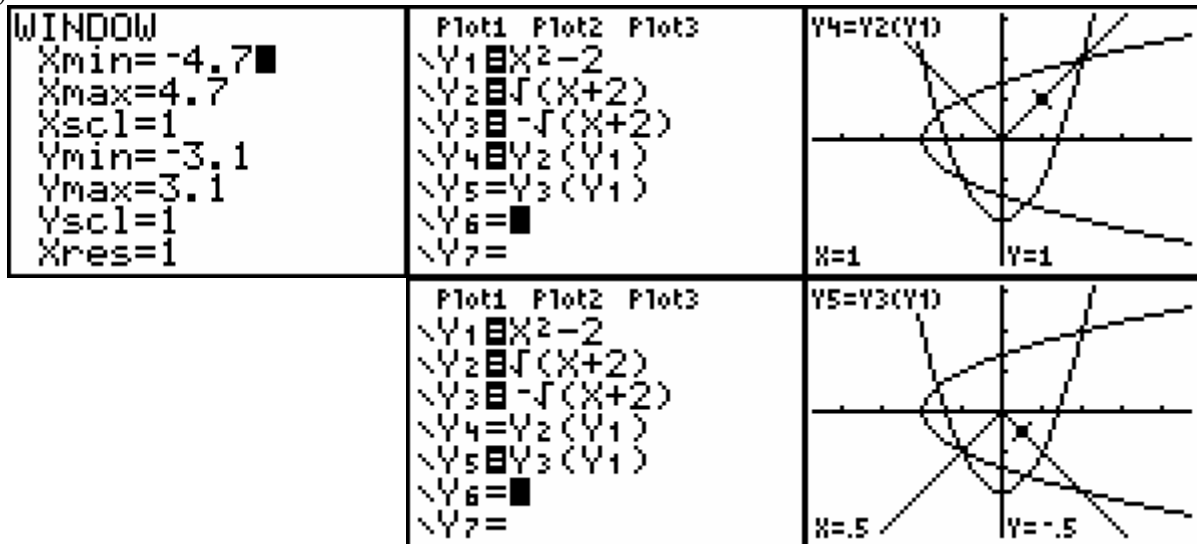 WINDOW
Xmin=-4.7
Xmax=4.7
Xscl=1
Ymin=-3.1
Ymax=3.1
Yscl=1
Xres=1
Plot1 Plot2 Plot3
\Y1=X²-2
\Y2=√(X+2)
\Y3=-√(X+2)
\Y4=Y2(Y1)
\Y5=Y3(Y1)
\Y6=
\Y7=
Y4=Y2(Y1)
X=1 Y=1
Plot1 Plot2 Plot3
\Y1=X²-2
\Y2=√(X+2)
\Y3=-√(X+2)
\Y4=Y2(Y1)
\Y5=Y3(Y1)
\Y6=
\Y7=
Y5=Y3(Y1)
X=.5 Y=-.5